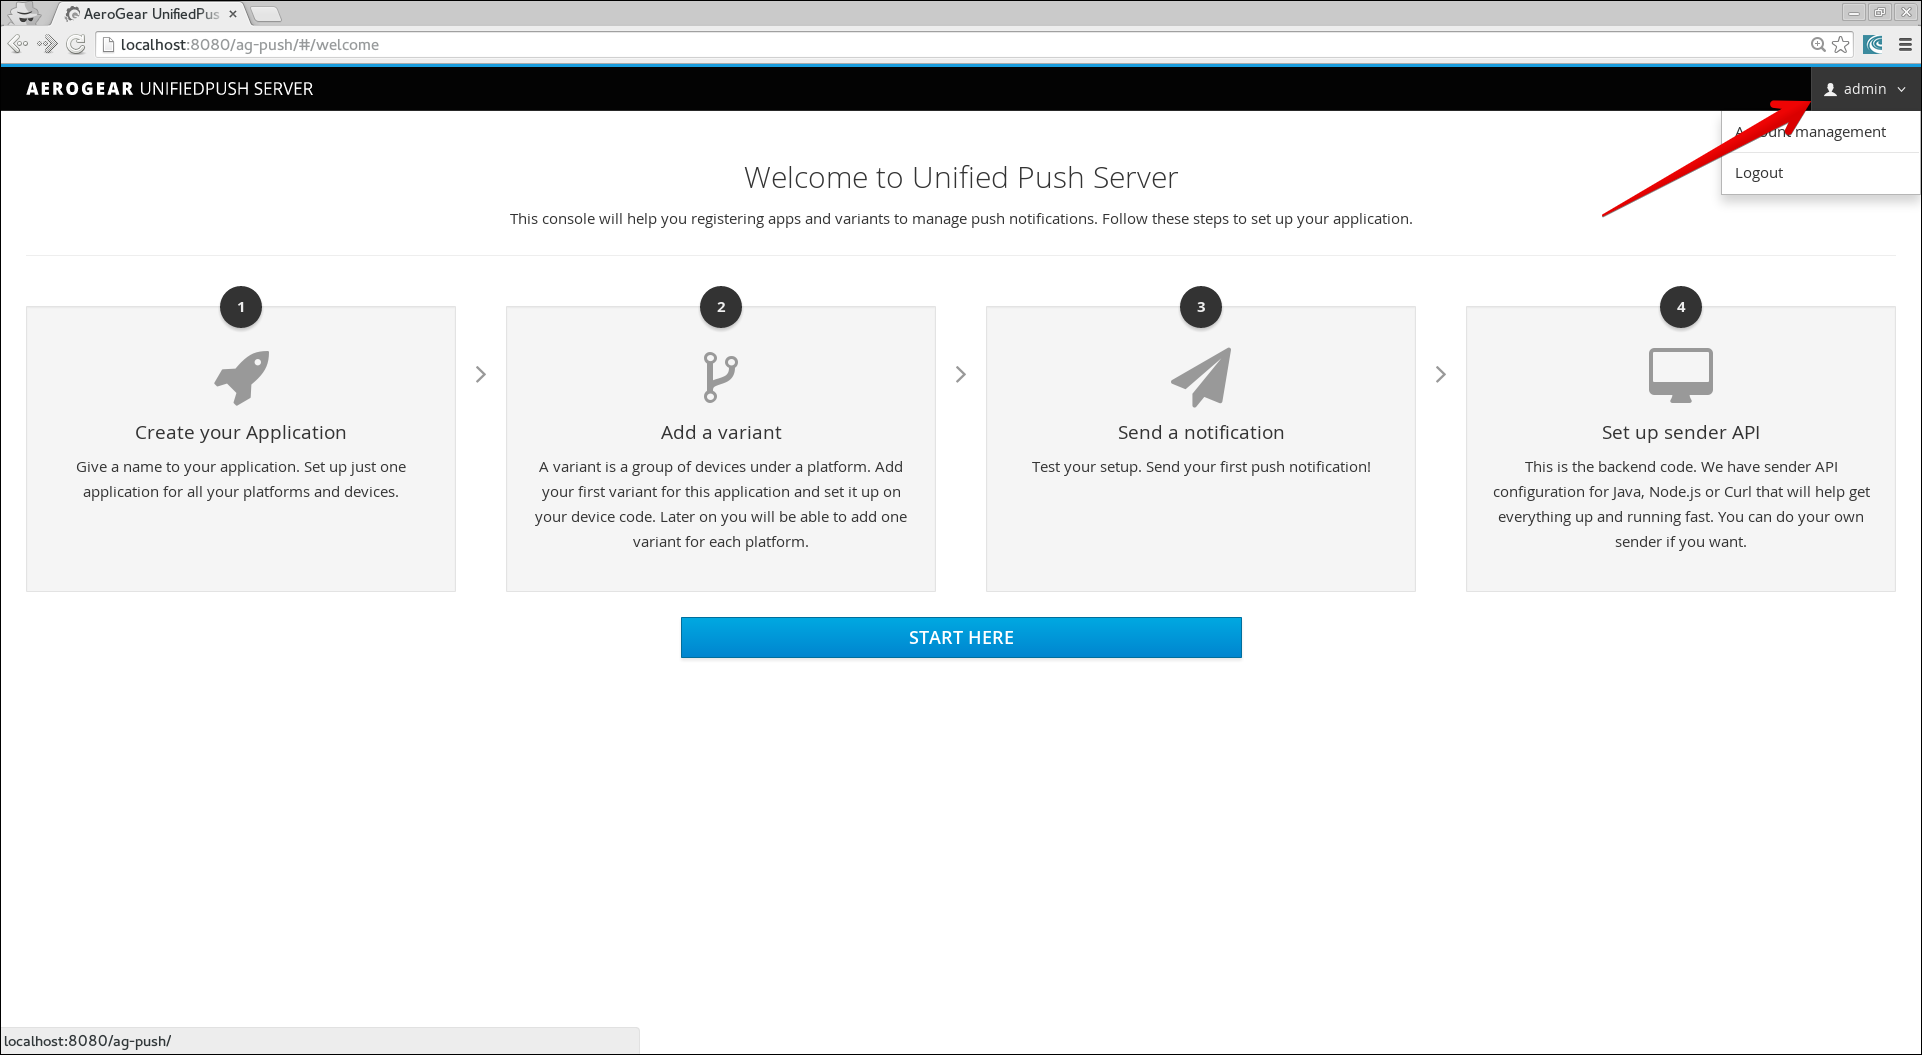 AeroGear UnifiedPus
localhost:8080/ag-push/#/welcome
AEROGEAR UNIFIEDPUSH SERVER
admin
management
Logout
Welcome to Unified Push Server
This console will help you registering apps and variants to manage push notifications. Follow these steps to set up your application.
1
Create your Application
Give a name to your application. Set up just one
application for all your platforms and devices.
2
Add a variant
A variant is a group of devices under a platform. Add
your first variant for this application and set it up on
your device code. Later on you will be able to add one
variant for each platform.
3
Send a notification
Test your setup. Send your first push notification!
4
Set up sender API
This is the backend code. We have sender API
configuration for Java, Node.js or Curl that will help get
everything up and running fast. You can do your own
sender if you want.
START HERE
localhost:8080/ag-push/